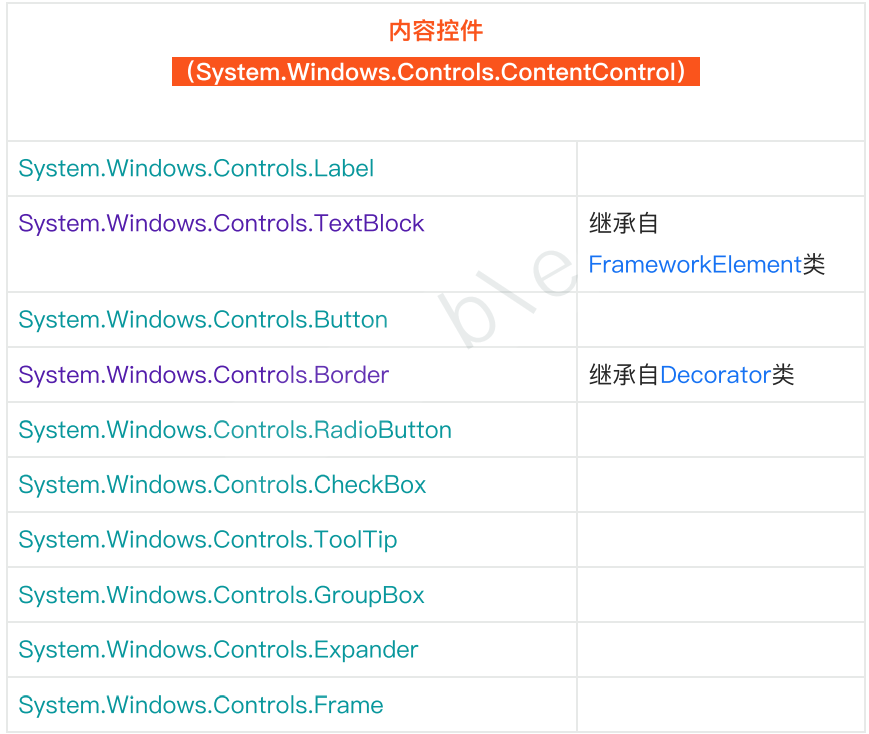 内容控件
（System.Windows.Controls.ContentControl）
System.Windows.Controls.Label
System.Windows.Controls.TextBlock
继承自
FrameworkElement类
System.Windows.Controls.Button
System.Windows.Controls.Border
继承自Decorator类
System.Windows.Controls.RadioButton
System.Windows.Controls.CheckBox
System.Windows.Controls.ToolTip
System.Windows.Controls.GroupBox
System.Windows.Controls.Expander
System.Windows.Controls.Frame
b\e